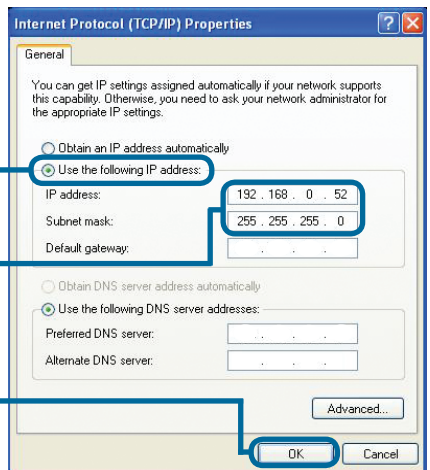 Internet Protocol (TCP/IP) Properties
General
You can get IP settings assigned automatically if your network supports
this capability. Otherwise, you need to ask your network administrator for
the appropriate IP settings.
Obtain an IP address automatically
Use the following IP address:
IP address: 192 . 168 . 0 . 52
Subnet mask: 255 . 255 . 255 . 0
Default gateway: . . .
Obtain DNS server address automatically
Use the following DNS server addresses:
Preferred DNS server: . . .
Alternate DNS server: . . .
Advanced...
OK Cancel